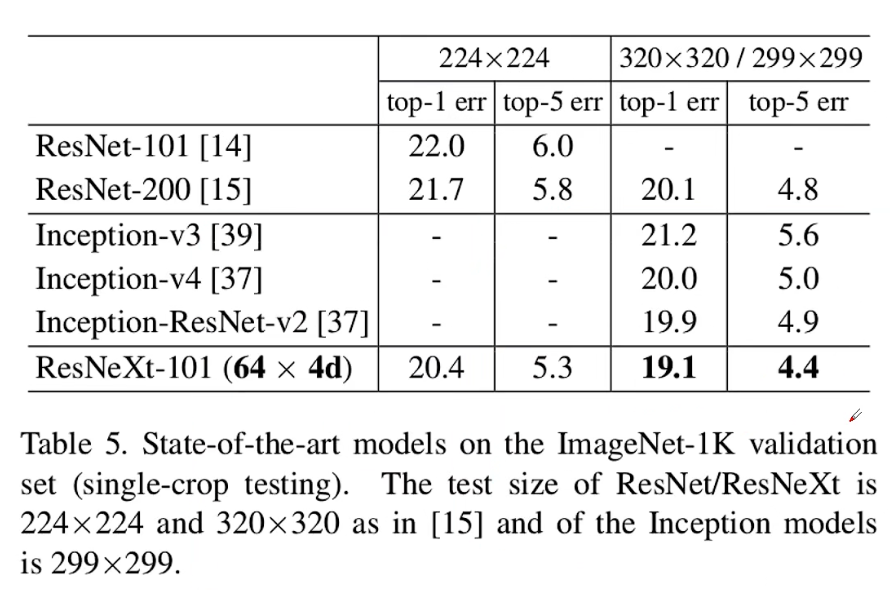 224×224 320×320 / 299×299
top-1 err top-5 err top-1 err top-5 err
ResNet-101 [14] 22.0 6.0 - -
ResNet-200 [15] 21.7 5.8 20.1 4.8
Inception-v3 [39] - - 21.2 5.6
Inception-v4 [37] - - 20.0 5.0
Inception-ResNet-v2 [37] - - 19.9 4.9
ResNeXt-101 (64 × 4d) 20.4 5.3 19.1 4.4
Table 5. State-of-the-art models on the ImageNet-1K validation
set (single-crop testing). The test size of ResNet/ResNeXt is
224×224 and 320×320 as in [15] and of the Inception models
is 299×299.